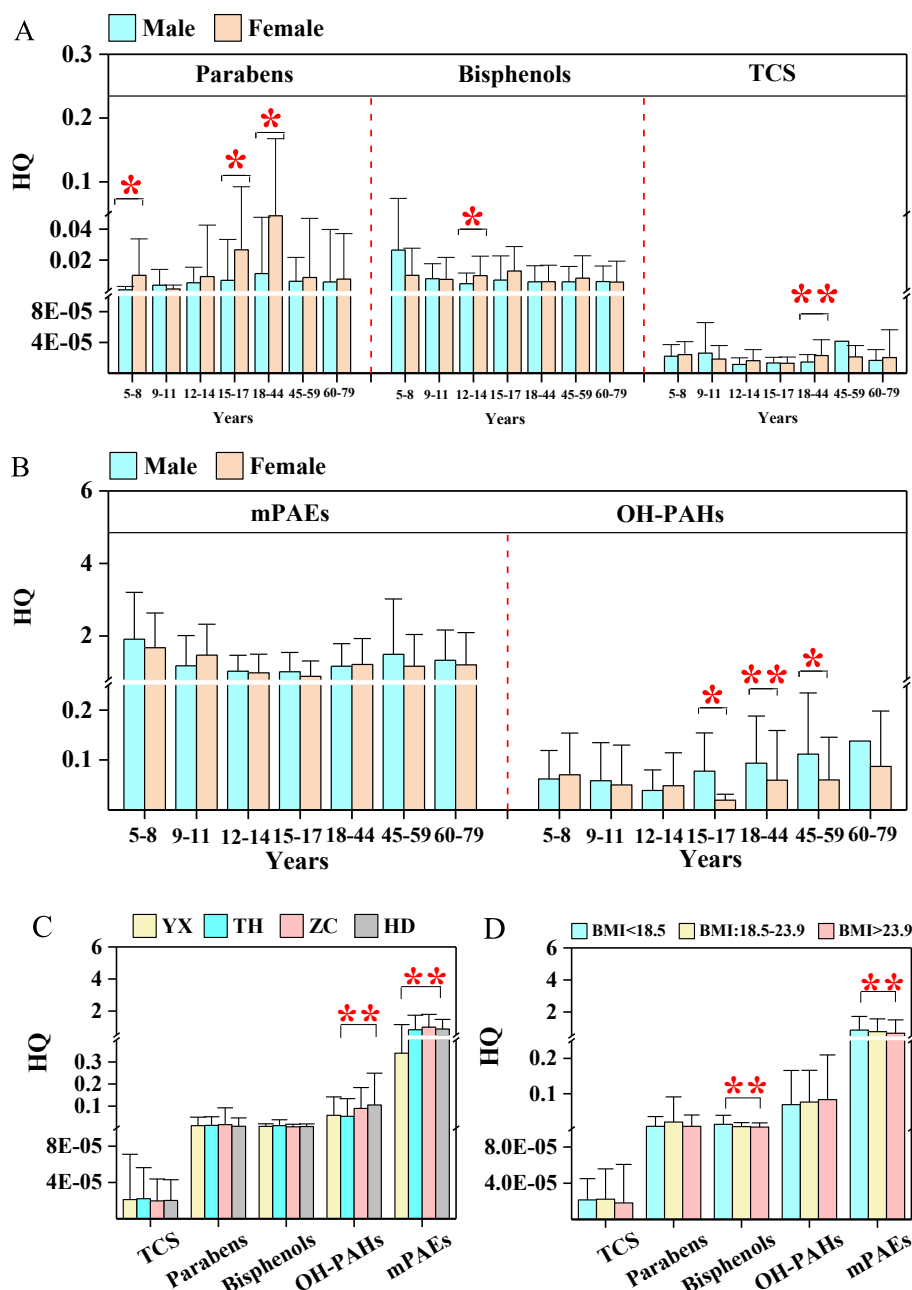 A
Male Female
0.3
Parabens Bisphenols TCS
0.2
0.1
0.04
0.02
8E-05
4E-05
HQ
* * * * **
5-8 9-11 12-14 15-17 18-44 45-59 60-79 5-8 9-11 12-14 15-17 18-44 45-59 60-79 5-8 9-11 12-14 15-17 18-44 45-59 60-79
Years Years Years
B
Male Female
6
mPAEs OH-PAHs
4
2
0.2
0.1
HQ
* ** *
5-8 9-11 12-14 15-17 18-44 45-59 60-79 5-8 9-11 12-14 15-17 18-44 45-59 60-79
Years Years
C
YX TH ZC HD
6
4
2
0.3
0.2
0.1
8E-05
4E-05
HQ
** **
TCS Parabens Bisphenols OH-PAHs mPAEs
D
BMI<18.5 BMI:18.5-23.9 BMI>23.9
6
4
2
0.2
0.1
8.0E-05
4.0E-05
HQ
** **
TCS Parabens Bisphenols OH-PAHs mPAEs